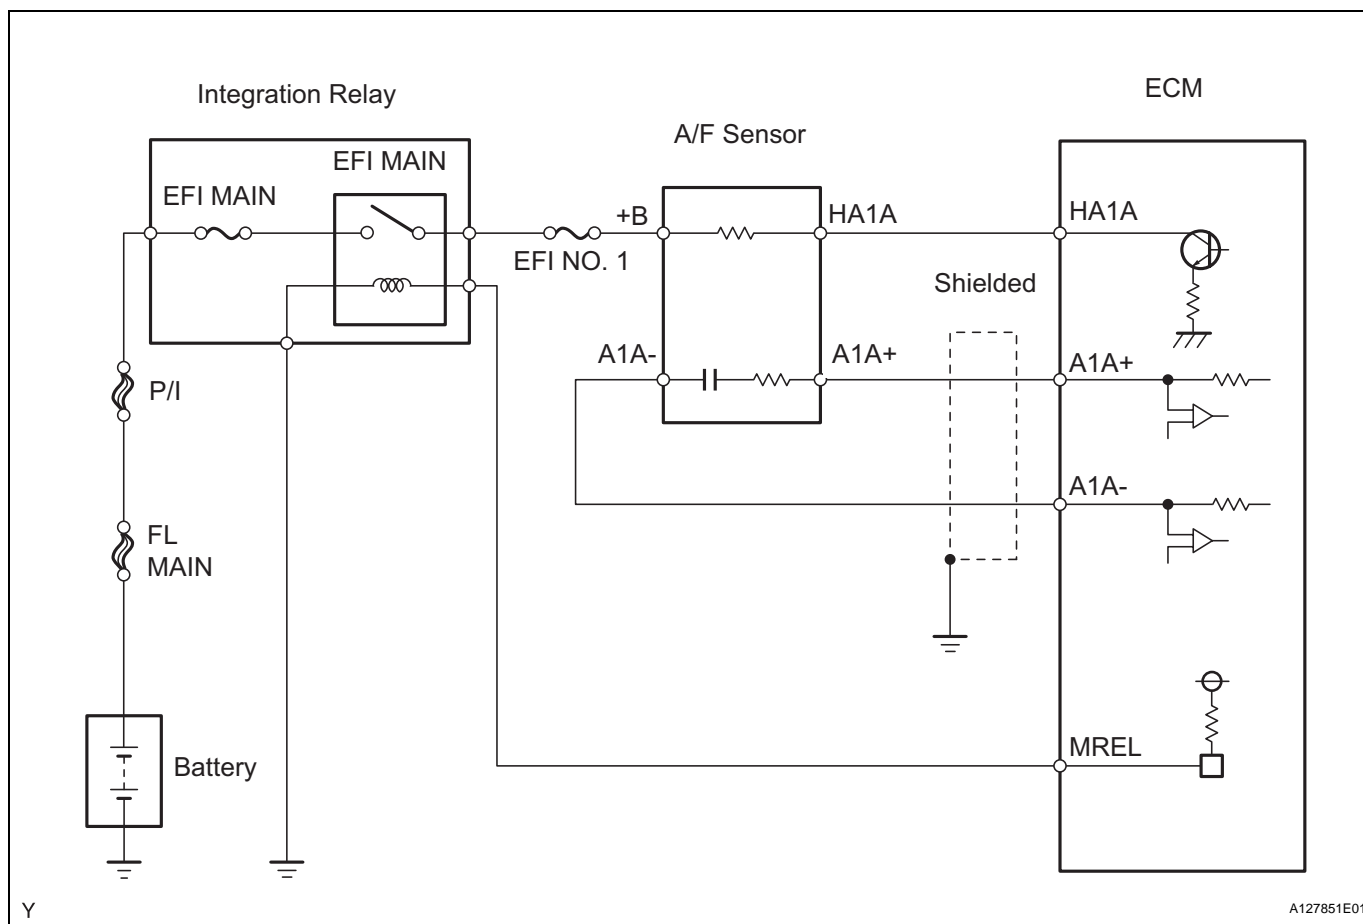 Integration Relay
ECM
A/F Sensor
EFI MAIN
EFI MAIN
+B
HA1A
HA1A
EFI NO. 1
Shielded
A1A-
A1A+
A1A+
P/I
A1A-
FL
MAIN
MREL
Battery
Y
A127851E01